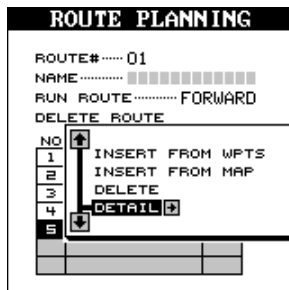 ROUTE PLANNING
ROUTE#····· 01
NAME···········
RUN ROUTE··········· FORWARD
DELETE ROUTE
NO
1 INSERT FROM WPTS
2 INSERT FROM MAP
3 DELETE
4 DETAIL
5